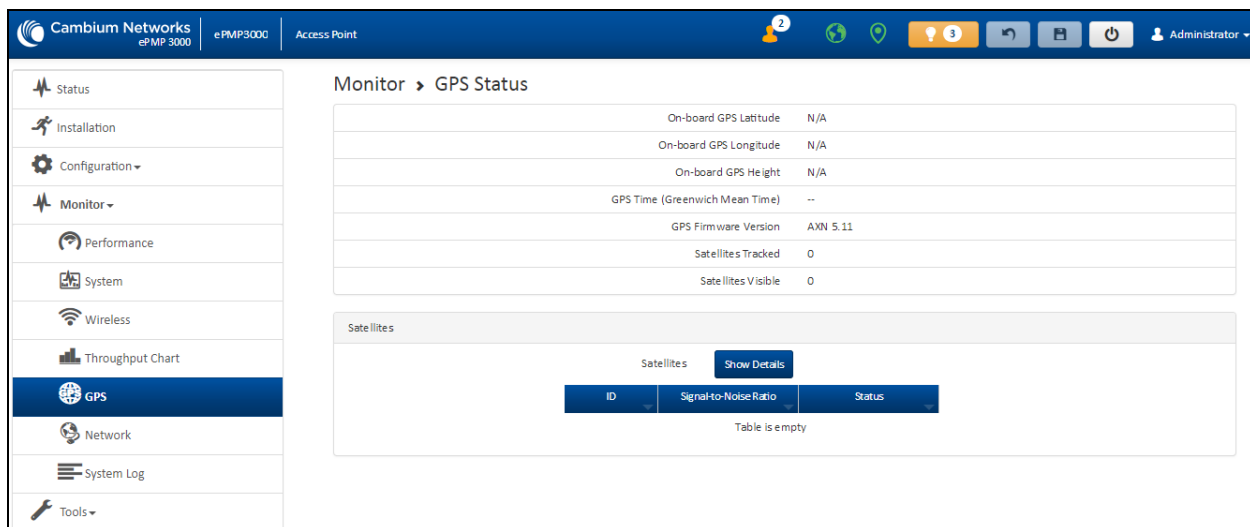 Cambium Networks
ePMP 3000
ePMP3000
Access Point
2
3
Administrator
Status
Installation
Configuration
Monitor
Performance
System
Wireless
Throughput Chart
GPS
Network
System Log
Tools
Monitor > GPS Status
On-board GPS Latitude N/A
On-board GPS Longitude N/A
On-board GPS Height N/A
GPS Time (Greenwich Mean Time) --
GPS Firmware Version AXN 5.11
Satellites Tracked 0
Satellites Visible 0
Satellites
Satellites Show Details
ID Signal-to-Noise Ratio Status
Table is empty